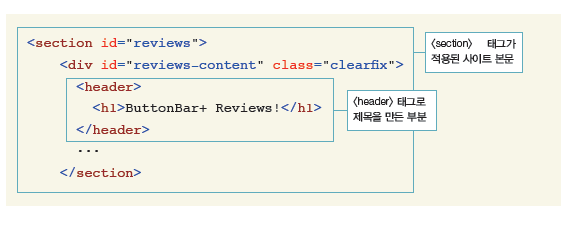 <section id="reviews">
<div id="reviews-content" class="clearfix">
<header>
<h1>ButtonBar+ Reviews!</h1>
</header>
...
</section>
<section> 태그가
적용된 사이트 본문
<header> 태그로
제목을 만든 부분